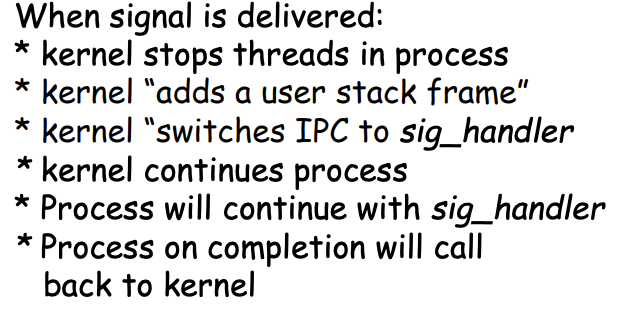 When signal is delivered:
* kernel stops threads in process
* kernel “adds a user stack frame”
* kernel “switches IPC to sig_handler
* kernel continues process
* Process will continue with sig_handler
* Process on completion will call
back to kernel